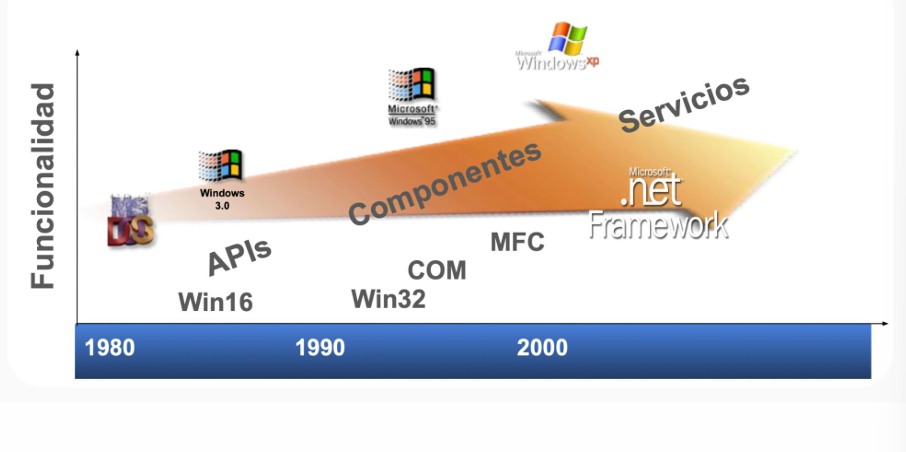 Funcionalidad
Microsoft
Windows xp
Microsoft
Windows 95
Windows
3.0
DOS
Servicios
Componentes
APIs
Microsoft
.net
Framework
MFC
COM
Win16
Win32
1980
1990
2000